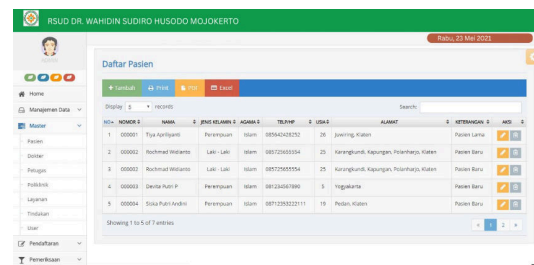 RSUD DR. WAHIDIN SUDIRO HUSODO MOJOKERTO
Rabu, 23 Mei 2021
Daftar Pasien
+ Tambah Print PDF Excel
Display 5 records Search:
NO NOMOR NAMA JENIS KELAMIN AGAMA TELP/HP USIA ALAMAT KETERANGAN AKSI
1 000001 Tiya Apriliyanti Perempuan Islam 085642428252 26 Juwiring, Klaten Pasien Lama
2 000002 Rochmad Widianto Laki - Laki Islam 085725655554 25 Karangkundi, Kapungan, Polanharjo, Klaten Pasien Baru
3 000002 Rochmad Widianto Laki - Laki Islam 085725655554 25 Karangkundi, Kapungan, Polanharjo, Klaten Pasien Baru
4 000003 Devita Putri P Perempuan Islam 081234567890 5 Yogyakarta Pasien Baru
5 000004 Siska Putri Andini Perempuan Islam 08712353222111 19 Pedan, Klaten Pasien Baru
Showing 1 to 5 of 7 entries
« 1 2 »
Home
Manajemen Data
Master
Pasien
Dokter
Petugas
Poliklinik
Layanan
Tindakan
User
Pendaftaran
Pemeriksaan